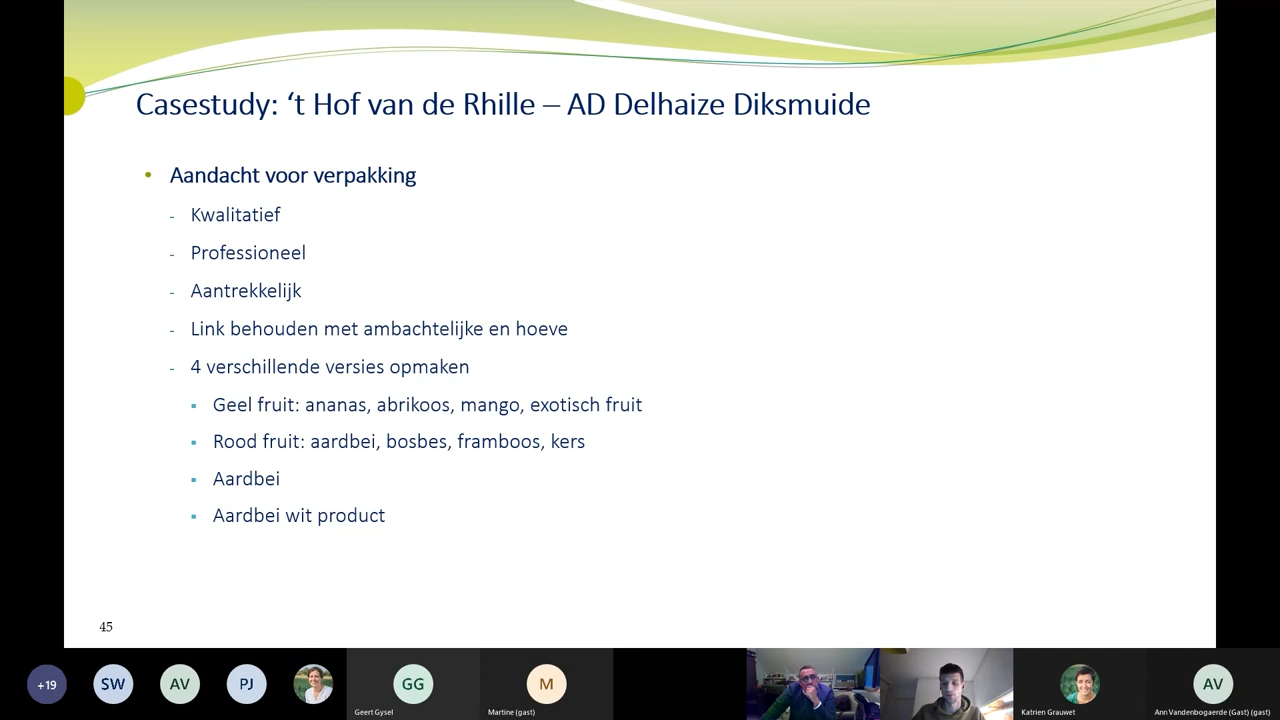 Casestudy: ‘t Hof van de Rhille – AD Delhaize Diksmuide
• Aandacht voor verpakking
- Kwalitatief
- Professioneel
- Aantrekkelijk
- Link behouden met ambachtelijke en hoeve
- 4 verschillende versies opmaken
▪ Geel fruit: ananas, abrikoos, mango, exotisch fruit
▪ Rood fruit: aardbei, bosbes, framboos, kers
▪ Aardbei
▪ Aardbei wit product
45
+19
SW
AV
PJ
GG
Geert Gysel
M
Martine (gast)
Katrien Grauwet
AV
Ann Vandenbogaerde (Gast) (gast)